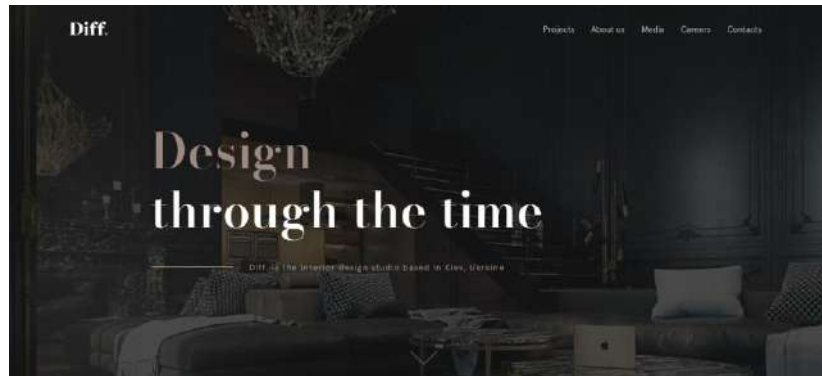 Diff.
Projects About us Media Careers Contacts
Design
through the time
Diff. is the interior design studio based in Kiev, Ukraine